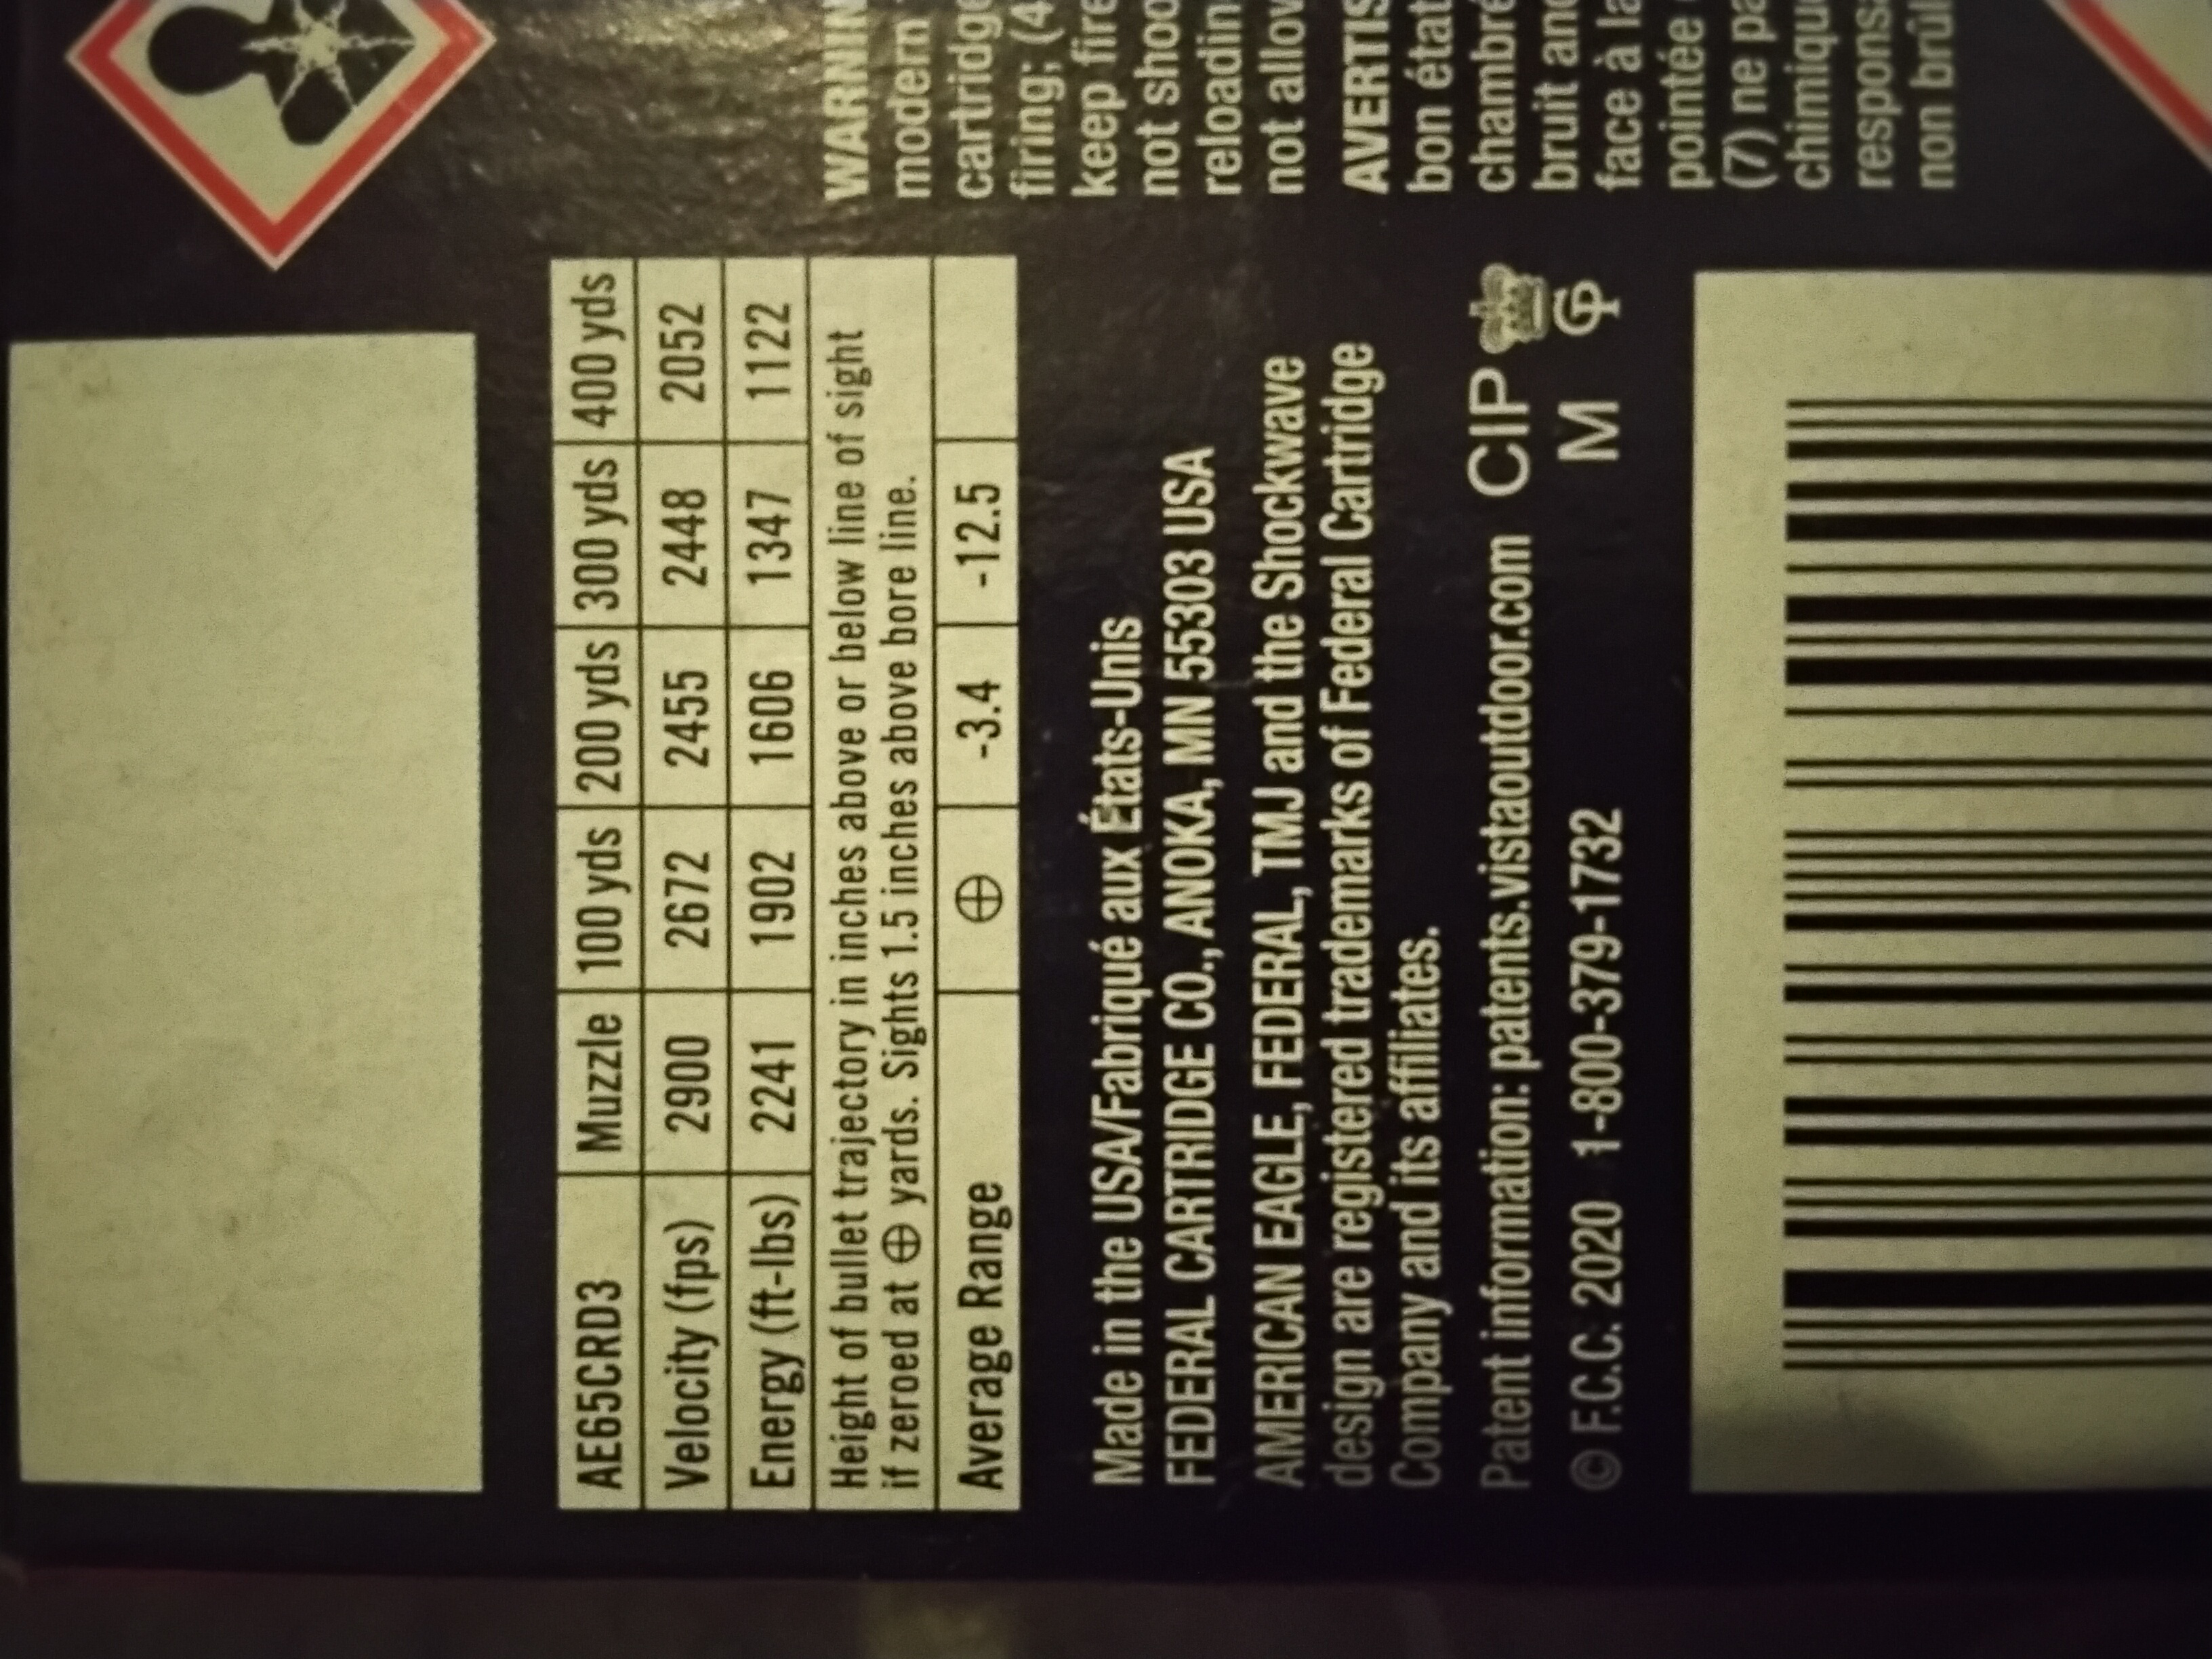 AE65CRD3 Muzzle 100 yds 200 yds 300 yds 400 yds
Velocity (fps) 2900 2672 2455 2448 2052
Energy (ft-lbs) 2241 1902 1606 1347 1122
Height of bullet trajectory in inches above or below line of sight
if zeroed at ⊕ yards. Sights 1.5 inches above bore line.
Average Range ⊕ -3.4 -12.5
Made in the USA/Fabriqué aux États-Unis
FEDERAL CARTRIDGE CO., ANOKA, MN 55303 USA
AMERICAN EAGLE, FEDERAL, TMJ and the Shockwave
design are registered trademarks of Federal Cartridge
Company and its affiliates.
Patent information: patents.vistaoutdoor.com
© F.C.C. 2020 1-800-379-1732
CIP
M
WARNIN
modern
cartridge
firing; (4
keep fire
not shoo
reloadin
not allow
AVERTIS
bon état
chambré
bruit and
face à la
pointée
(7) ne pa
chimique
responsa
non brûl